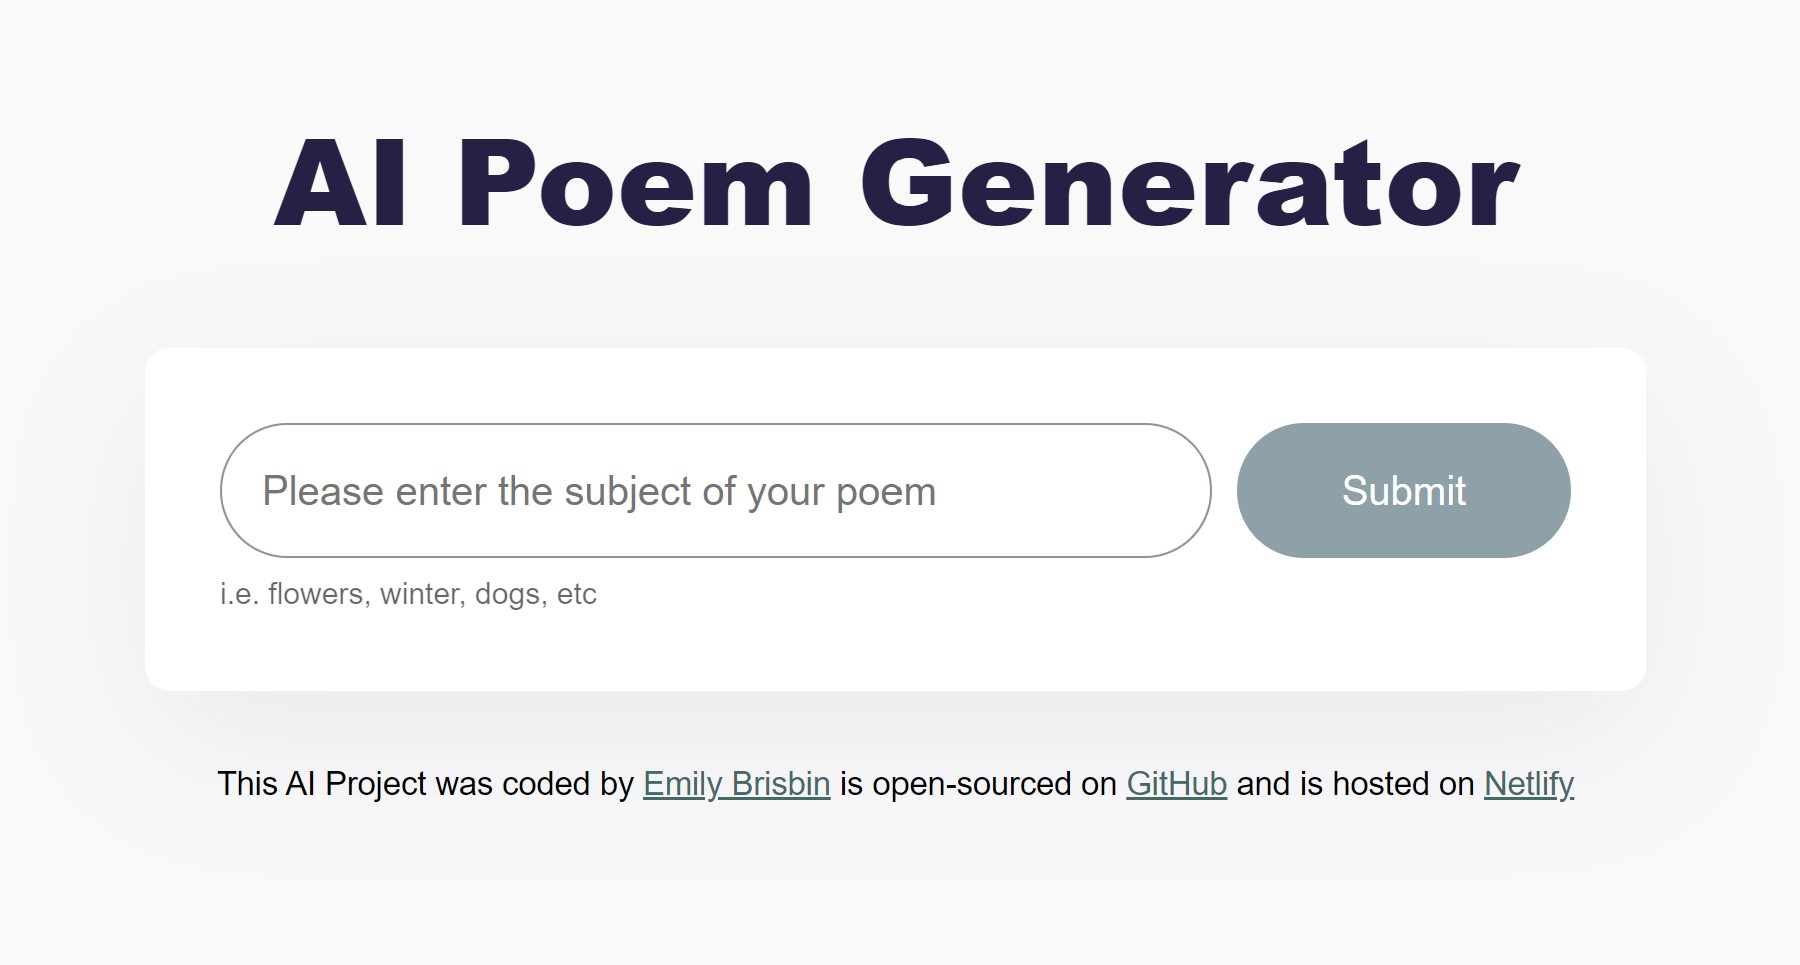 AI Poem Generator
Please enter the subject of your poem
Submit
i.e. flowers, winter, dogs, etc
This AI Project was coded by Emily Brisbin is open-sourced on GitHub and is hosted on Netlify